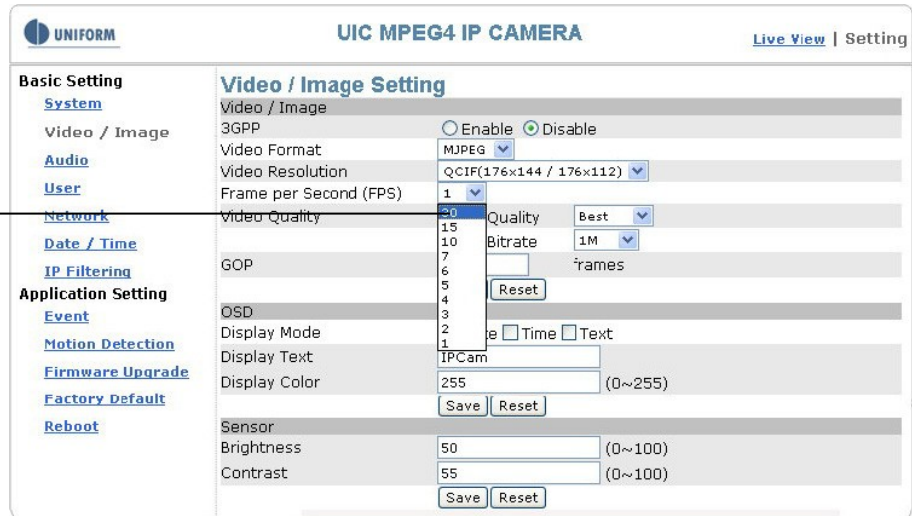 UNIFORM
UIC MPEG4 IP CAMERA
Live View | Setting
Basic Setting
System
Video / Image
Audio
User
Network
Date / Time
IP Filtering
Application Setting
Event
Motion Detection
Firmware Upgrade
Factory Default
Reboot
Video / Image Setting
Video / Image
3GPP Enable Disable
Video Format MJPEG
Video Resolution QCIF(176x144 / 176x112)
Frame per Second (FPS) 1
30
15
10
7
6
5
4
3
2
1
Video Quality Quality Best
Bitrate 1M
GOP frames
Reset
OSD
Display Mode Time Text
Display Text IPCam
Display Color 255 (0~255)
Save Reset
Sensor
Brightness 50 (0~100)
Contrast 55 (0~100)
Save Reset